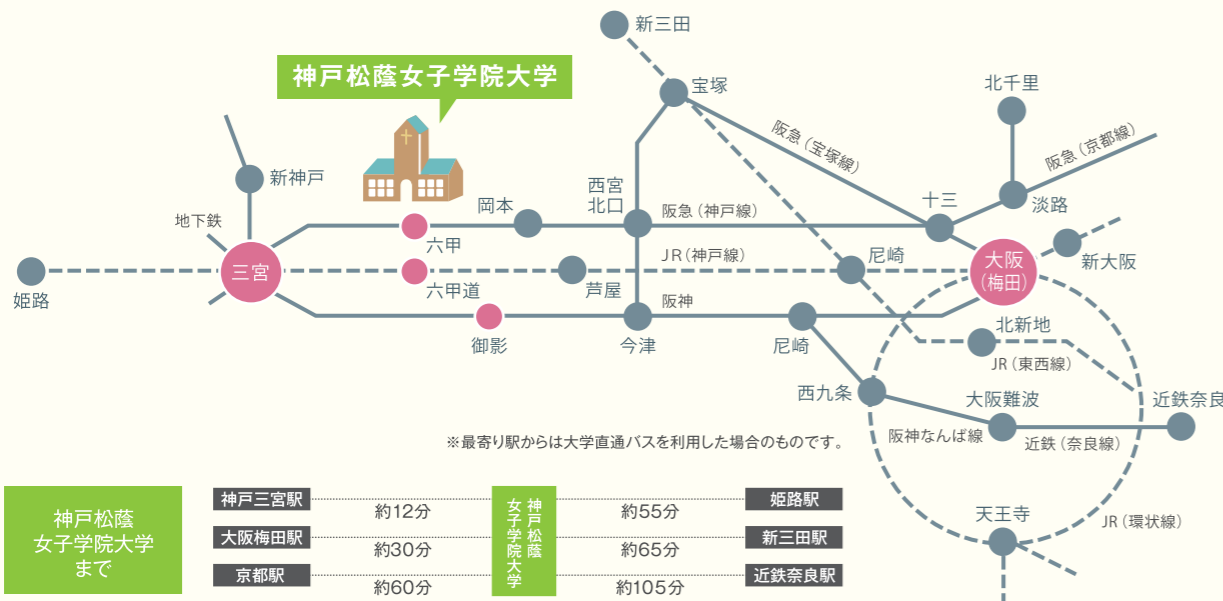 新三田
神戸松蔭女子学院大学
宝塚
北千里
阪急（宝塚線）
阪急（京都線）
新神戸
岡本
西宮
北口
阪急（神戸線）
十三
淡路
地下鉄
六甲
三宮
JR（神戸線）
尼崎
大阪
（梅田）
新大阪
姫路
六甲道
芦屋
阪神
御影
今津
尼崎
北新地
JR（東西線）
西九条
大阪難波
近鉄奈良
阪神なんば線
近鉄（奈良線）
※最寄り駅からは大学直通バスを利用した場合のものです。
天王寺
JR（環状線）
神戸松蔭
女子学院大学
まで
神戸三宮駅
約12分
大阪梅田駅
約30分
京都駅
約60分
神戸松蔭
女子学院大学
約55分
姫路駅
約65分
新三田駅
約105分
近鉄奈良駅